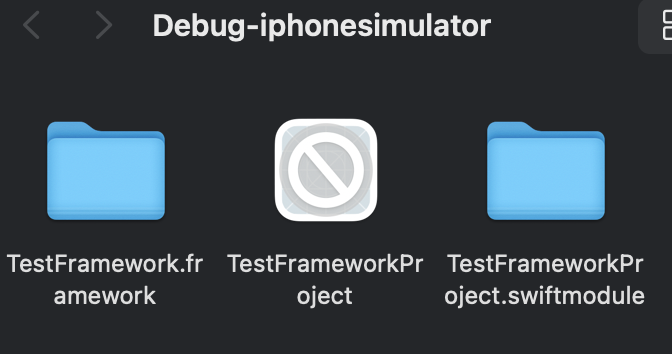 Debug-iphonesimulator
TestFramework.fr
amework
TestFrameworkPr
oject
TestFrameworkPr
oject.swiftmodule